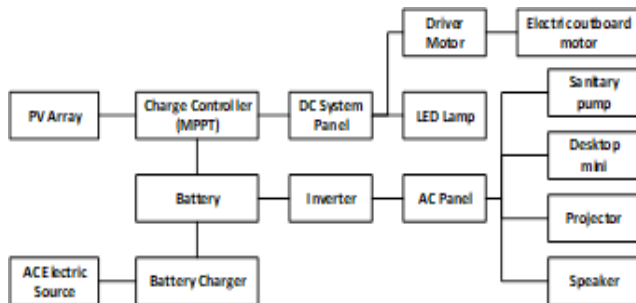 Driver
Motor
Electric outboard
motor
Sanitary
pump
PV Array
Charge Controller
(MPPT)
DC System
Panel
LED Lamp
Desktop
mini
Battery
Inverter
AC Panel
Projector
AC Electric
Source
Battery Charger
Speaker